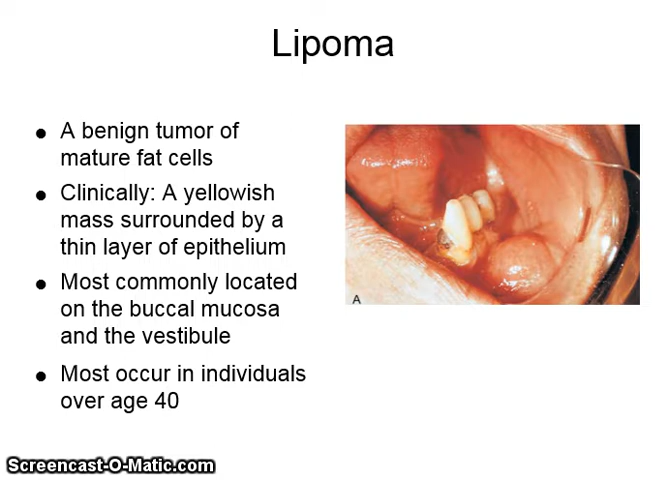 Lipoma
• A benign tumor of
mature fat cells
• Clinically: A yellowish
mass surrounded by a
thin layer of epithelium
• Most commonly located
on the buccal mucosa
and the vestibule
• Most occur in individuals
over age 40
A
Screencast-O-Matic.com